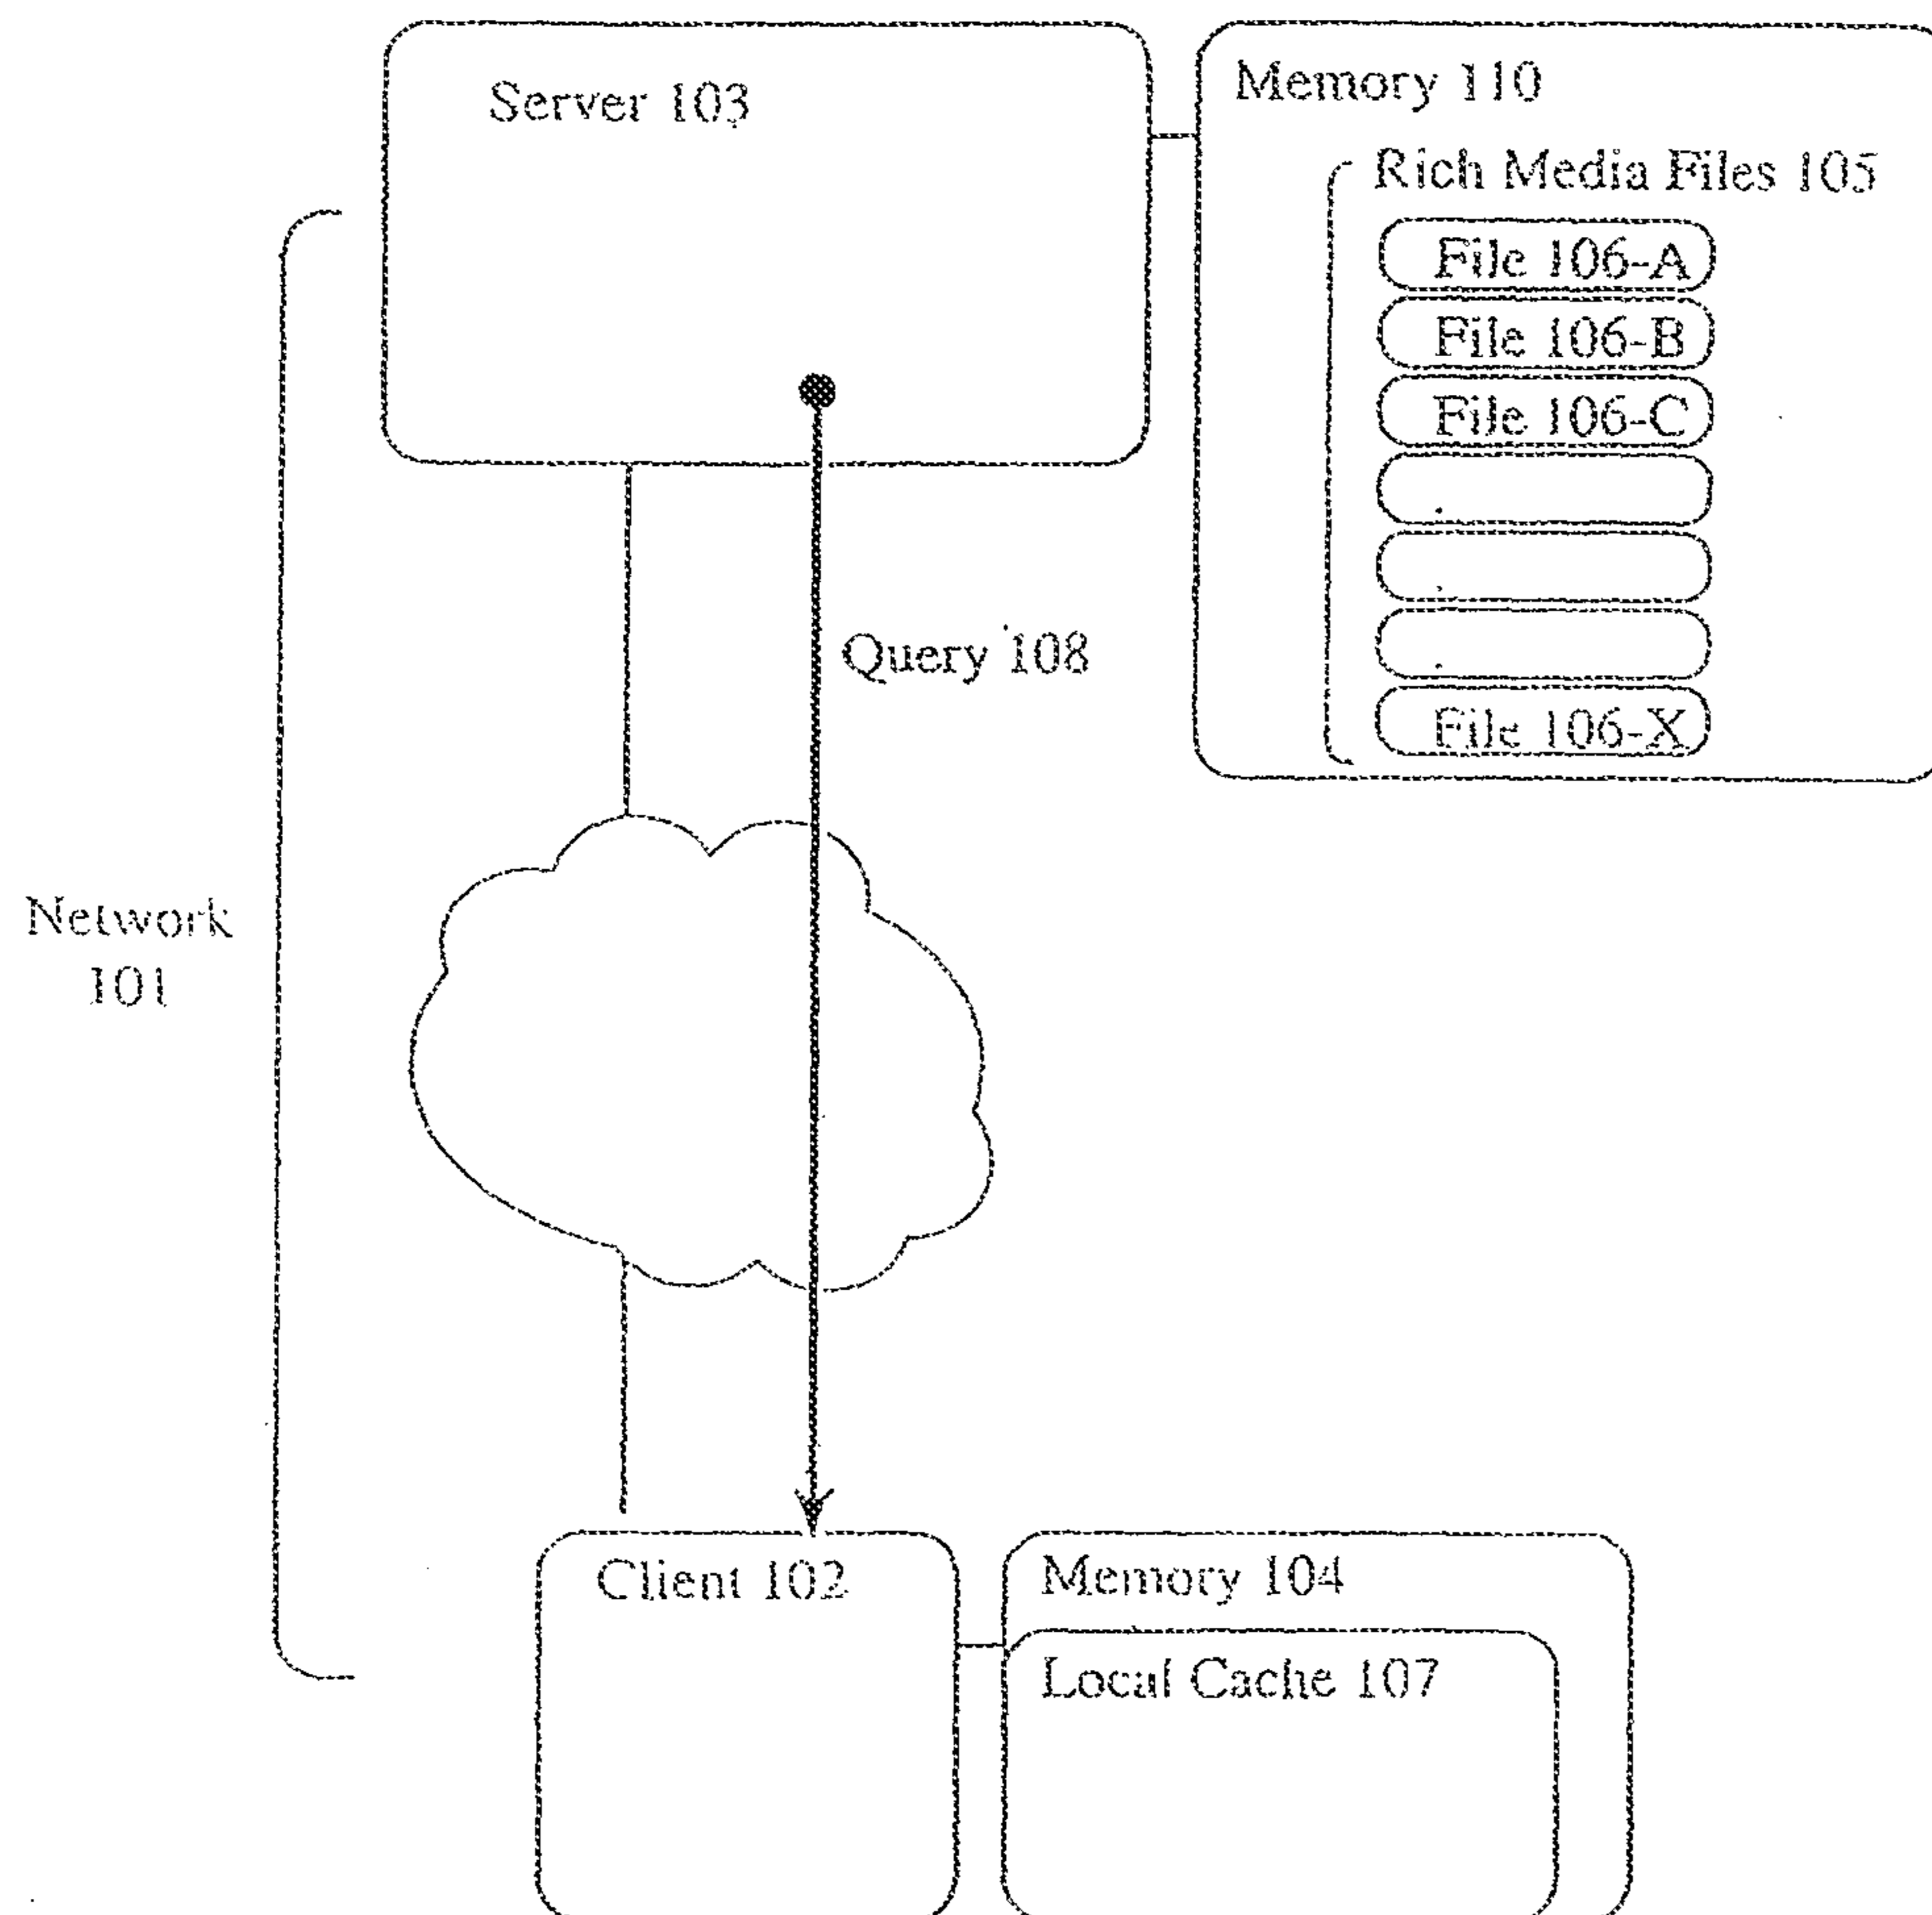 Server 103
Memory 110
Rich Media Files 105
File 106-A
File 106-B
File 106-C
.
.
.
File 106-X
Query 108
Network
101
Client 102
Memory 104
Local Cache 107